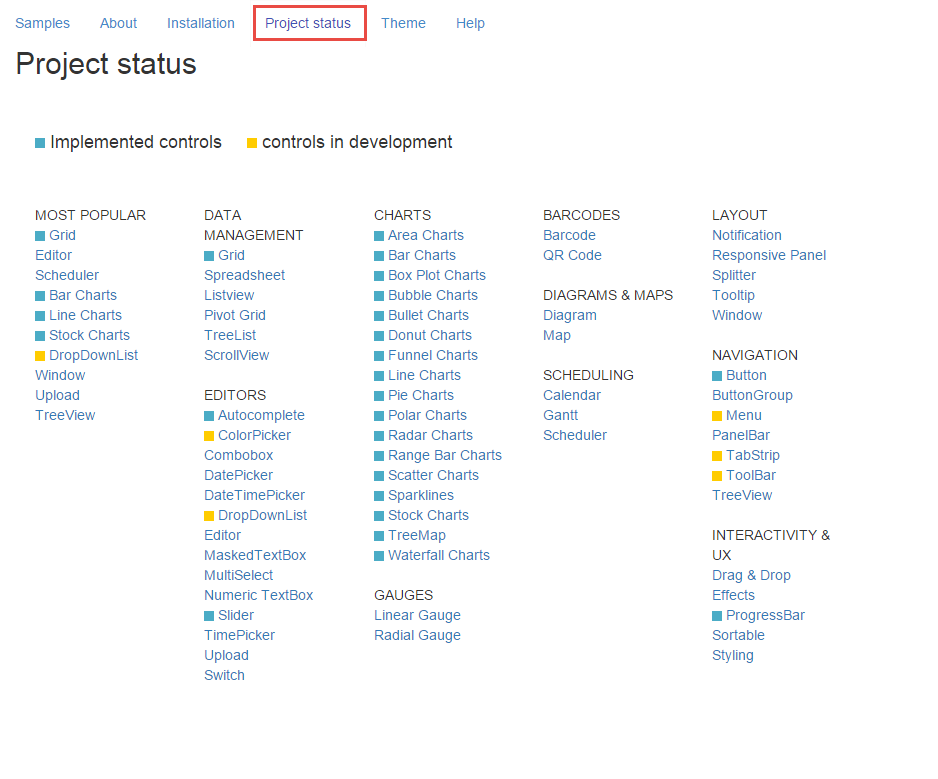 Samples About Installation Project status Theme Help
Project status
Implemented controls controls in development
MOST POPULAR
Grid
Editor
Scheduler
Bar Charts
Line Charts
Stock Charts
DropDownList
Window
Upload
TreeView
DATA
MANAGEMENT
Grid
Spreadsheet
Listview
Pivot Grid
TreeList
ScrollView
EDITORS
Autocomplete
ColorPicker
Combobox
DatePicker
DateTimePicker
DropDownList
Editor
MaskedTextBox
MultiSelect
Numeric TextBox
Slider
TimePicker
Upload
Switch
CHARTS
Area Charts
Bar Charts
Box Plot Charts
Bubble Charts
Bullet Charts
Donut Charts
Funnel Charts
Line Charts
Pie Charts
Polar Charts
Radar Charts
Range Bar Charts
Scatter Charts
Sparklines
Stock Charts
TreeMap
Waterfall Charts
GAUGES
Linear Gauge
Radial Gauge
BARCODES
Barcode
QR Code
DIAGRAMS & MAPS
Diagram
Map
SCHEDULING
Calendar
Gantt
Scheduler
LAYOUT
Notification
Responsive Panel
Splitter
Tooltip
Window
NAVIGATION
Button
ButtonGroup
Menu
PanelBar
TabStrip
ToolBar
TreeView
INTERACTIVITY &
UX
Drag & Drop
Effects
ProgressBar
Sortable
Styling